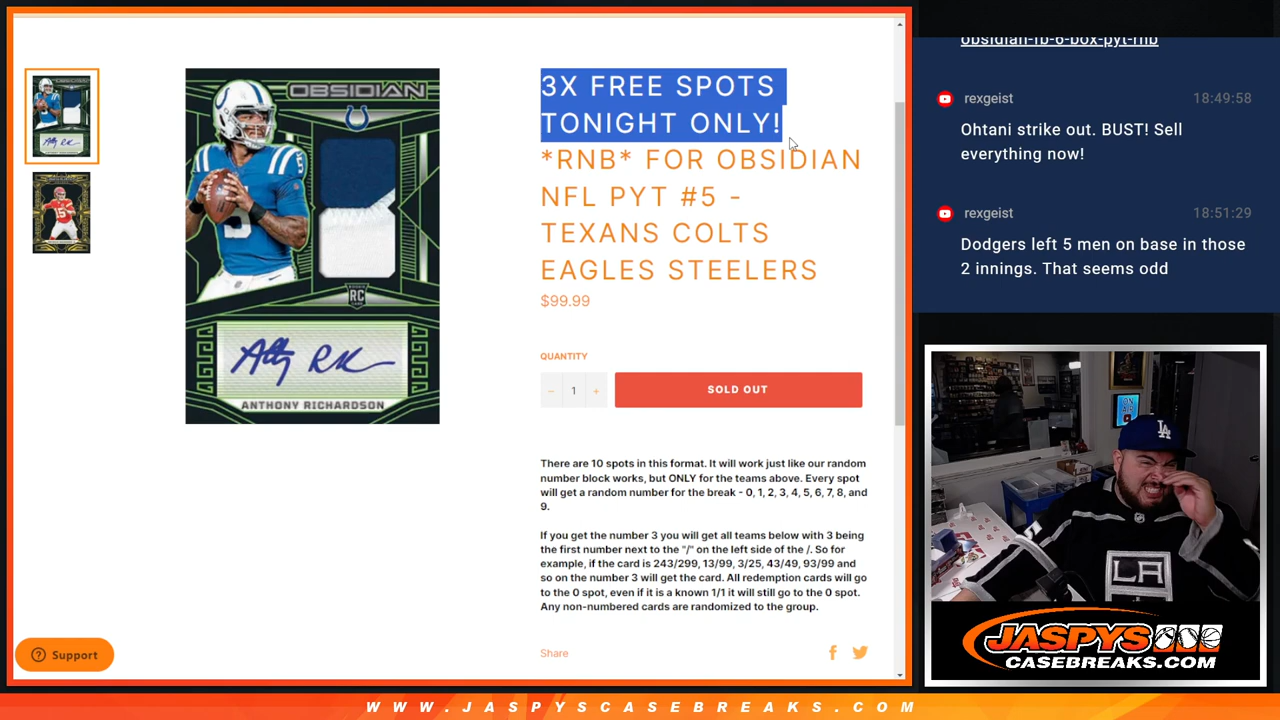 3X FREE SPOTS
TONIGHT ONLY!
*RNB* FOR OBSIDIAN
NFL PYT #5 -
TEXANS COLTS
EAGLES STEELERS
$99.99
QUANTITY
− 1 +
SOLD OUT
There are 10 spots in this format. It will work just like our random
number block works, but ONLY for the teams above. Every spot
will get a random number for the break - 0, 1, 2, 3, 4, 5, 6, 7, 8, and
9.
If you get the number 3 you will get all teams below with 3 being
the first number next to the "/" on the left side of the /. So for
example, if the card is 243/299, 13/99, 3/25, 43/49, 93/99 and
so on the number 3 will get the card. All redemption cards will go
to the 0 spot, even if it is a known 1/1 it will still go to the 0 spot.
Any non-numbered cards are randomized to the group.
Share
Support
OBSIDIAN
RC
ANTHONY RICHARDSON
obsidian-fb-6-box-pyt-rnb
rexgeist 18:49:58
Ohtani strike out. BUST! Sell
everything now!
rexgeist 18:51:29
Dodgers left 5 men on base in those
2 innings. That seems odd
ON
AIR
LA
LA
JASPYS
CASEBREAKS.COM
WWW.JASPYSCASEBREAKS.COM